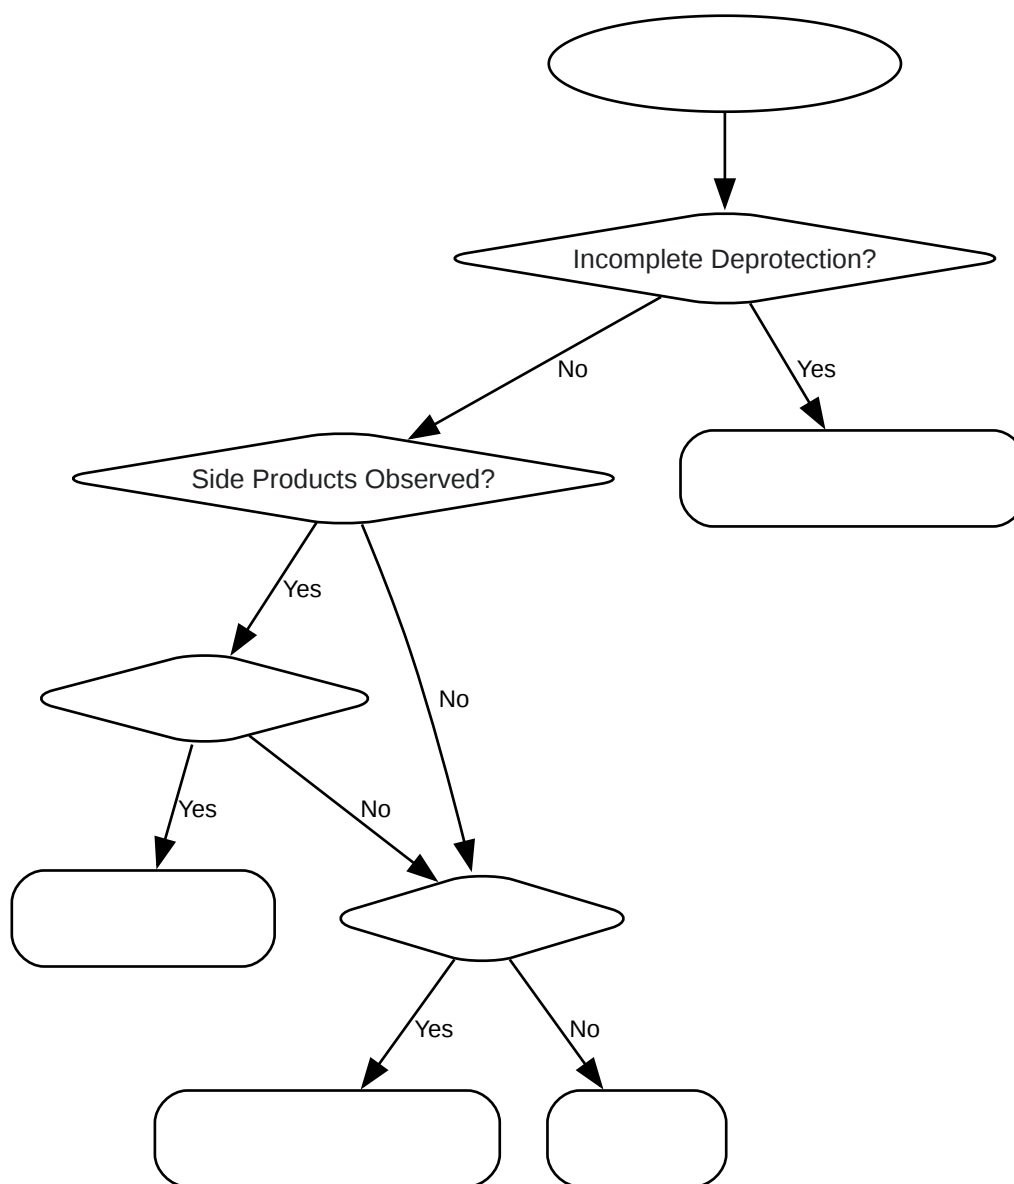 Incomplete Deprotection?
No
Yes
Side Products Observed?
Yes
No
Yes
No
Yes
No